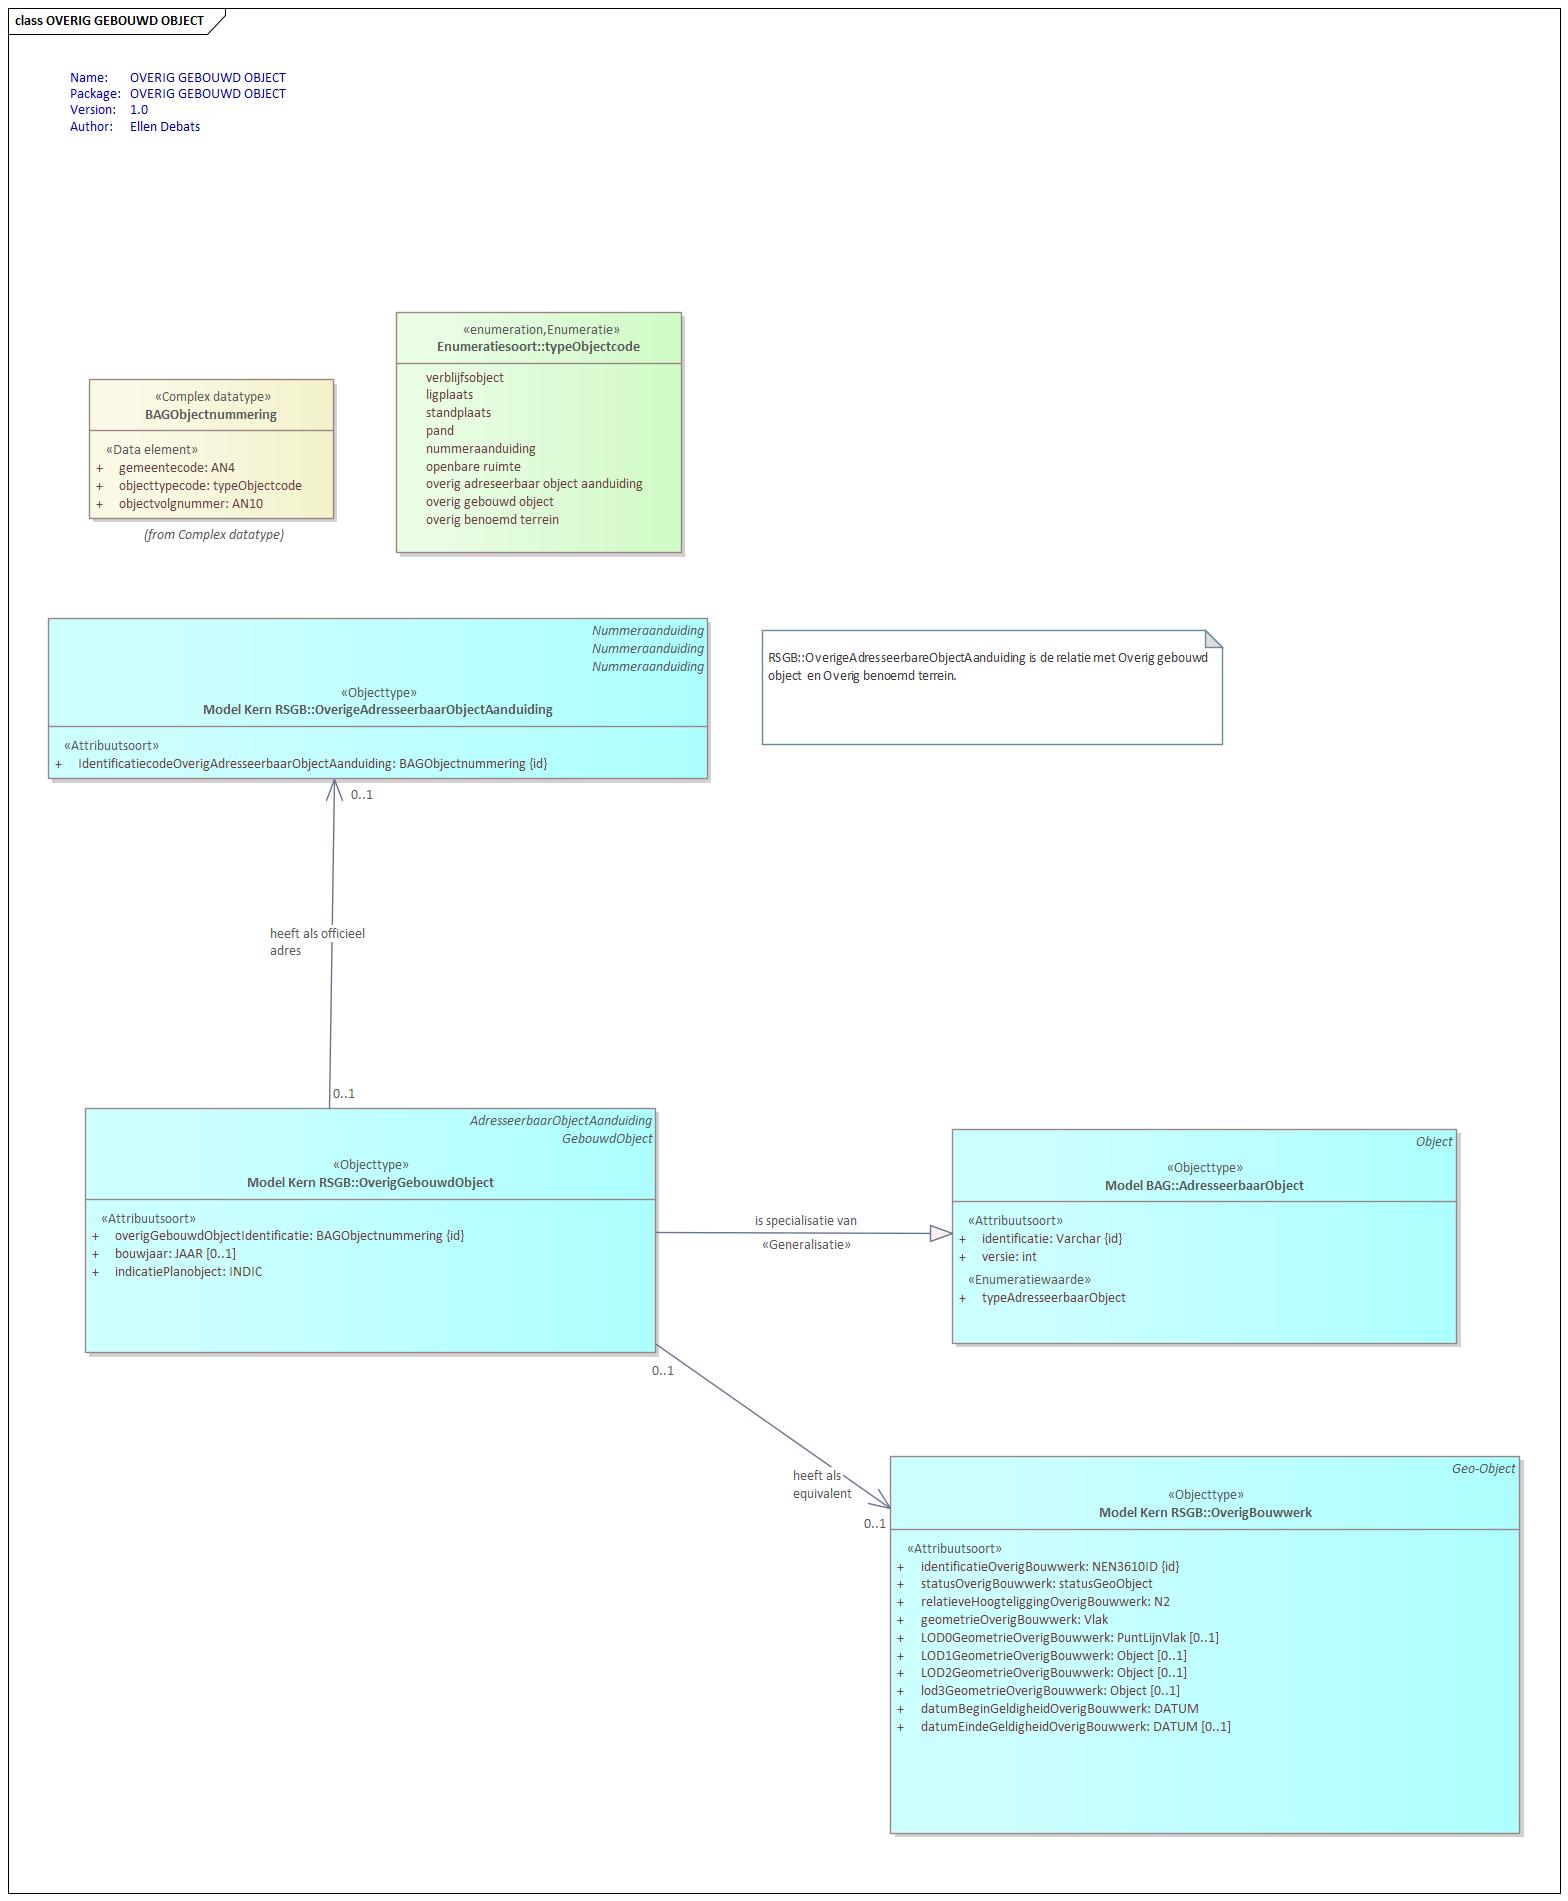 class OVERIG GEBOUWD OBJECT
Name: OVERIG GEBOUWD OBJECT
Package: OVERIG GEBOUWD OBJECT
Version: 1.0
Author: Ellen Debats
«Complex datatype»
BAGObjectnummering
«Data element»
+ gemeentecode: AN4
+ objecttypecode: typeObjectcode
+ objectvolgnummer: AN10
(from Complex datatype)
«enumeration,Enumeratie»
Enumeratiesoort::typeObjectcode
verblijfsobject
ligplaats
standplaats
pand
nummeraanduiding
openbare ruimte
overig adreseerbaar object aanduiding
overig gebouwd object
overig benoemd terrein
Nummeraanduiding
Nummeraanduiding
Nummeraanduiding
«Objecttype»
Model Kern RSGB::OverigeAdresseerbaarObjectAanduiding
«Attribuutsoort»
+ IdentificatiecodeOverigAdresseerbaarObjectAanduiding: BAGObjectnummering {id}
RSGB::OverigeAdresseerbareObjectAanduiding is de relatie met Overig gebouwd
object en Overig benoemd terrein.
0..1
heeft als officieel
adres
0..1
AdresseerbaarObjectAanduiding
GebouwdObject
«Objecttype»
Model Kern RSGB::OverigGebouwdObject
«Attribuutsoort»
+ overigGebouwdObjectIdentificatie: BAGObjectnummering {id}
+ bouwjaar: JAAR [0..1]
+ indicatiePlanobject: INDIC
is specialisatie van
«Generalisatie»
Object
«Objecttype»
Model BAG::AdresseerbaarObject
«Attribuutsoort»
+ identificatie: Varchar {id}
+ versie: int
«Enumeratiewaarde»
+ typeAdresseerbaarObject
0..1
heeft als
equivalent
0..1
Geo-Object
«Objecttype»
Model Kern RSGB::OverigBouwwerk
«Attribuutsoort»
+ identificatieOverigBouwwerk: NEN3610ID {id}
+ statusOverigBouwwerk: statusGeoObject
+ relatieveHoogteliggingOverigBouwwerk: N2
+ geometrieOverigBouwwerk: Vlak
+ LOD0GeometrieOverigBouwwerk: PuntLijnVlak [0..1]
+ LOD1GeometrieOverigBouwwerk: Object [0..1]
+ LOD2GeometrieOverigBouwwerk: Object [0..1]
+ lod3GeometrieOverigBouwwerk: Object [0..1]
+ datumBeginGeldigheidOverigBouwwerk: DATUM
+ datumEindeGeldigheidOverigBouwwerk: DATUM [0..1]